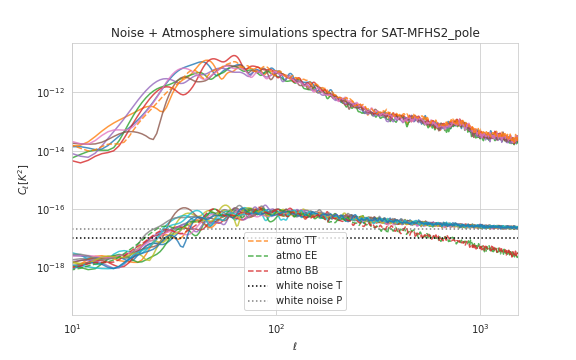 Noise + Atmosphere simulations spectra for SAT-MFHS2_pole
C_ℓ[K²]
10⁻¹²
10⁻¹⁴
10⁻¹⁶
10⁻¹⁸
atmo TT
atmo EE
atmo BB
white noise T
white noise P
10¹ 10² 10³
ℓ